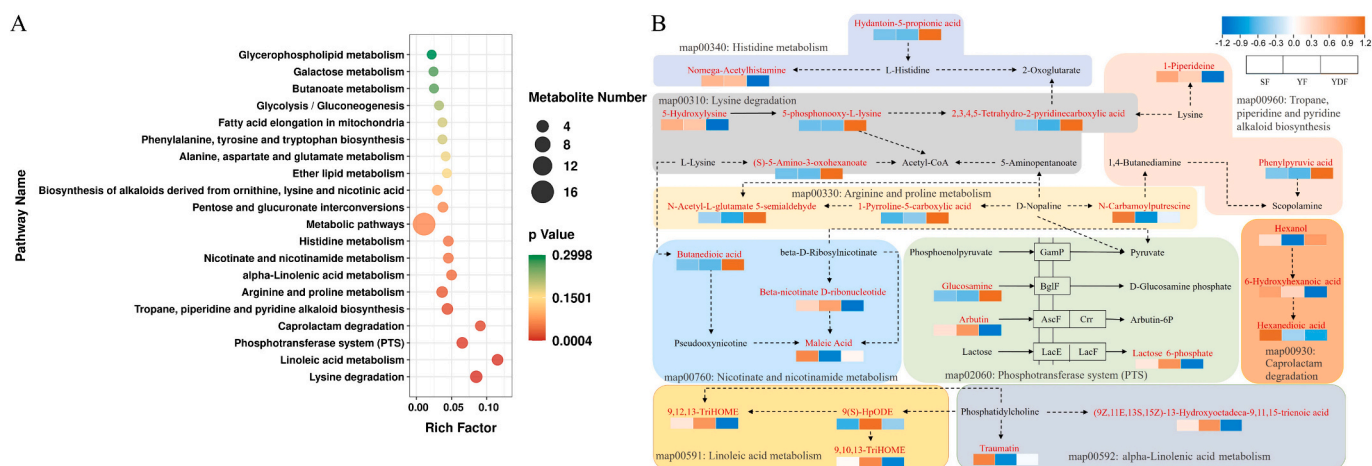 A
Pathway Name
Glycerophospholipid metabolism
Galactose metabolism
Butanoate metabolism
Glycolysis / Gluconeogenesis
Fatty acid elongation in mitochondria
Phenylalanine, tyrosine and tryptophan biosynthesis
Alanine, aspartate and glutamate metabolism
Ether lipid metabolism
Biosynthesis of alkaloids derived from ornithine, lysine and nicotinic acid
Pentose and glucuronate interconversions
Metabolic pathways
Histidine metabolism
Nicotinate and nicotinamide metabolism
alpha-Linolenic acid metabolism
Arginine and proline metabolism
Tropane, piperidine and pyridine alkaloid biosynthesis
Caprolactam degradation
Phosphotransferase system (PTS)
Linoleic acid metabolism
Lysine degradation
0.00 0.05 0.10
Rich Factor
Metabolite Number
4
8
12
16
p Value
0.2998
0.1501
0.0004
B
-1.2 -0.9 -0.6 -0.3 0.0 0.3 0.6 0.9 1.2
SF YF YDF
Hydantoin-5-propionic acid
map00340: Histidine metabolism
Nomega-Acetylhistamine
L-Histidine
2-Oxoglutarate
1-Piperideine
map00960: Tropane,
piperidine and pyridine
alkaloid biosynthesis
map00310: Lysine degradation
5-Hydroxylysine
5-phosphonooxy-L-lysine
2,3,4,5-Tetrahydro-2-pyridinecarboxylic acid
Lysine
L-Lysine
(S)-5-Amino-3-oxohexanoate
Acetyl-CoA
5-Aminopentanoate
1,4-Butanediamine
Phenylpyruvic acid
map00330: Arginine and proline metabolism
N-Acetyl-L-glutamate 5-semialdehyde
1-Pyrroline-5-carboxylic acid
D-Nopaline
N-Carbamoylputrescine
Scopolamine
Butanedioic acid
beta-D-Ribosylnicotinate
Phosphoenolpyruvate
GamP
Pyruvate
Hexanol
Beta-nicotinate D-ribonucleotide
Glucosamine
BglF
D-Glucosamine phosphate
6-Hydroxyhexanoic acid
Arbutin
AscF
Crr
Arbutin-6P
Hexanedioic acid
Pseudooxynicotine
Maleic Acid
Lactose
LacE
LacF
Lactose 6-phosphate
map00930:
Caprolactam
degradation
map00760: Nicotinate and nicotinamide metabolism
map02060: Phosphotransferase system (PTS)
9,12,13-TriHOME
9(S)-HpODE
Phosphatidylcholine
(9Z,11E,13S,15Z)-13-Hydroxyoctadeca-9,11,15-trienoic acid
9,10,13-TriHOME
Traumatin
map00591: Linoleic acid metabolism
map00592: alpha-Linolenic acid metabolism